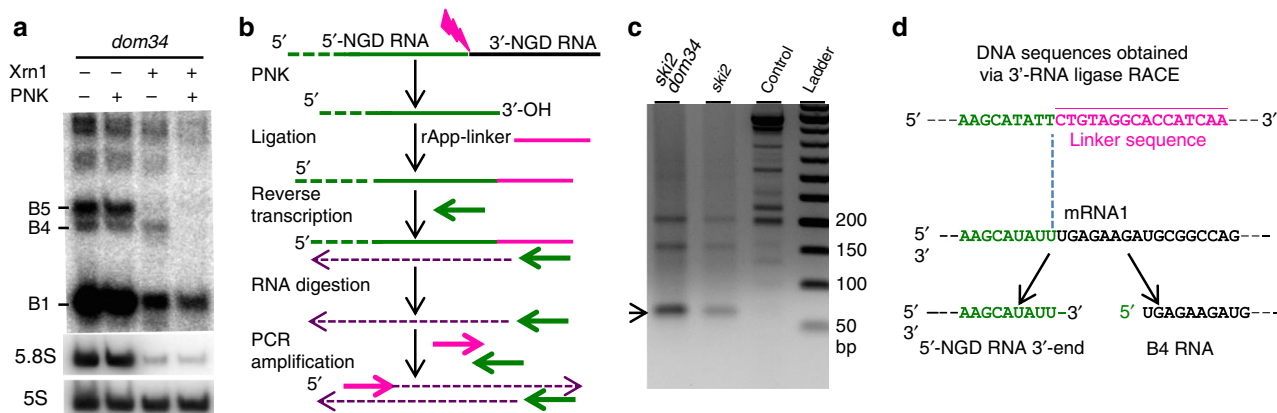 a
dom34
Xrn1 – – + +
PNK – + – +
B5
B4
B1
5.8S
5S
b
5′ 5′-NGD RNA 3′-NGD RNA
PNK
5′ 3′-OH
Ligation rApp-linker
5′
Reverse transcription
5′
RNA digestion
PCR amplification
5′
c
ski2 dom34
ski2
Control
Ladder
200
150
100
50
bp
d
DNA sequences obtained
via 3′-RNA ligase RACE
5′ ---AAGCATATTCTGTAGGCACCATCAA---3′
Linker sequence
mRNA1
5′ --–AAGCAUAUUUGAGAAGAUGCGGCCAG---
3′
5′ --–AAGCAUAUU–3′ 5′ UGAGAAGAUG---
3′
5′-NGD RNA 3′-end B4 RNA